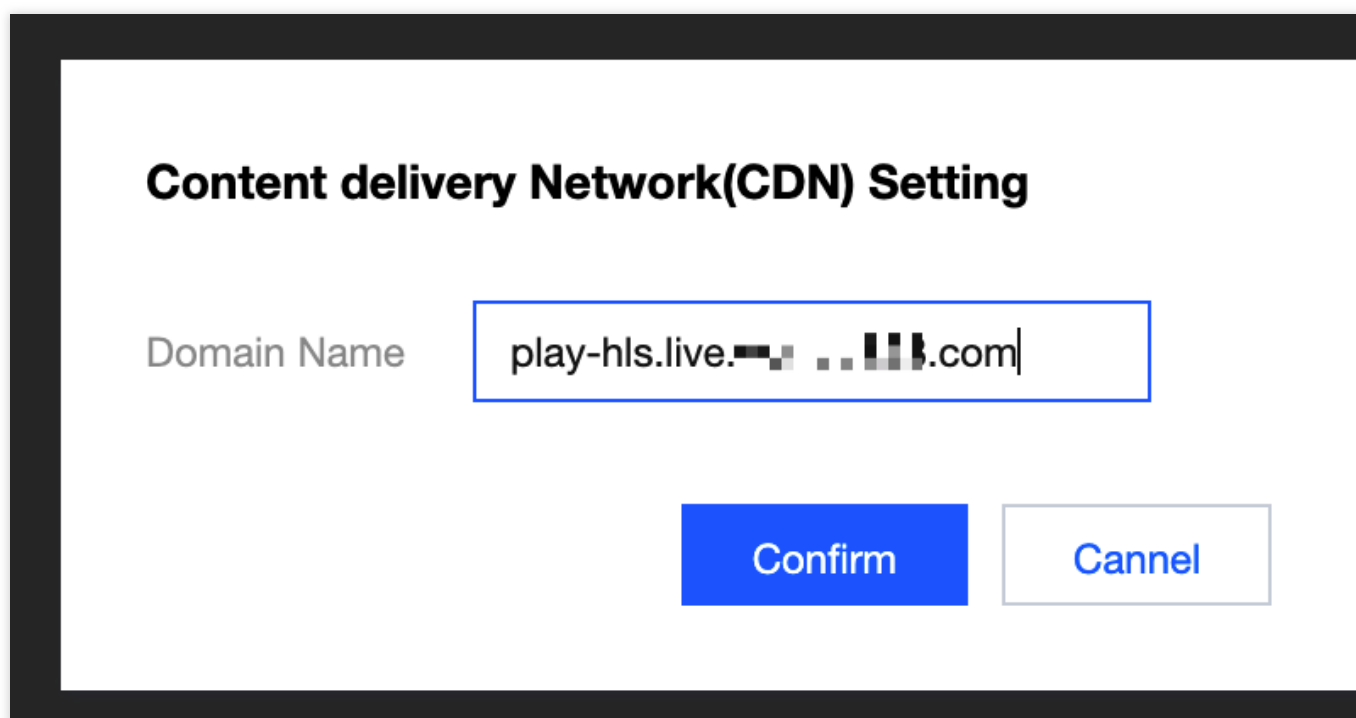 Content delivery Network(CDN) Setting
Domain Name
play-hls.live. .com
Confirm
Cannel